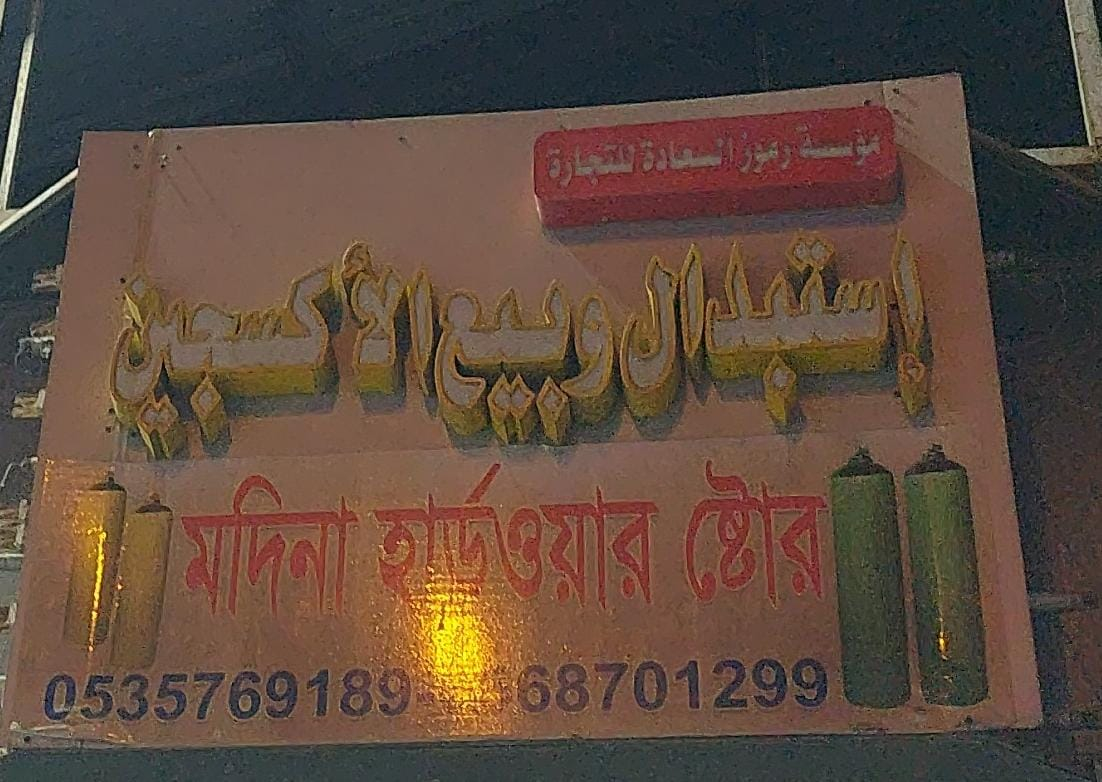 مؤسسة رموز السعادة للتجارة
إستبدال وبيع الأكسجين
মদিনা হার্ডওয়্যার ষ্টোর
0535769189 68701299